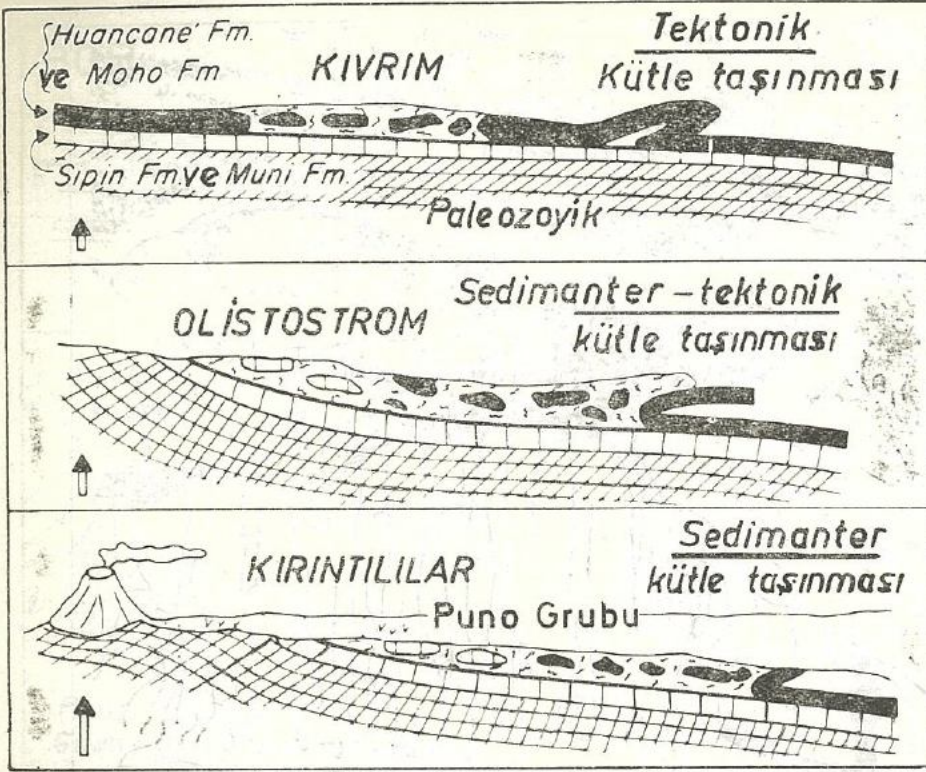 Huancane' Fm.
ve Moho Fm
KIVRIM
Tektonik
Kütle taşınması
Sipin Fm.ve Muni Fm.
Paleozoyik
OLİSTOSTROM
Sedimanter-tektonik
kütle taşınması
KIRINTILILAR
Sedimanter
kütle taşınması
Puno Grubu